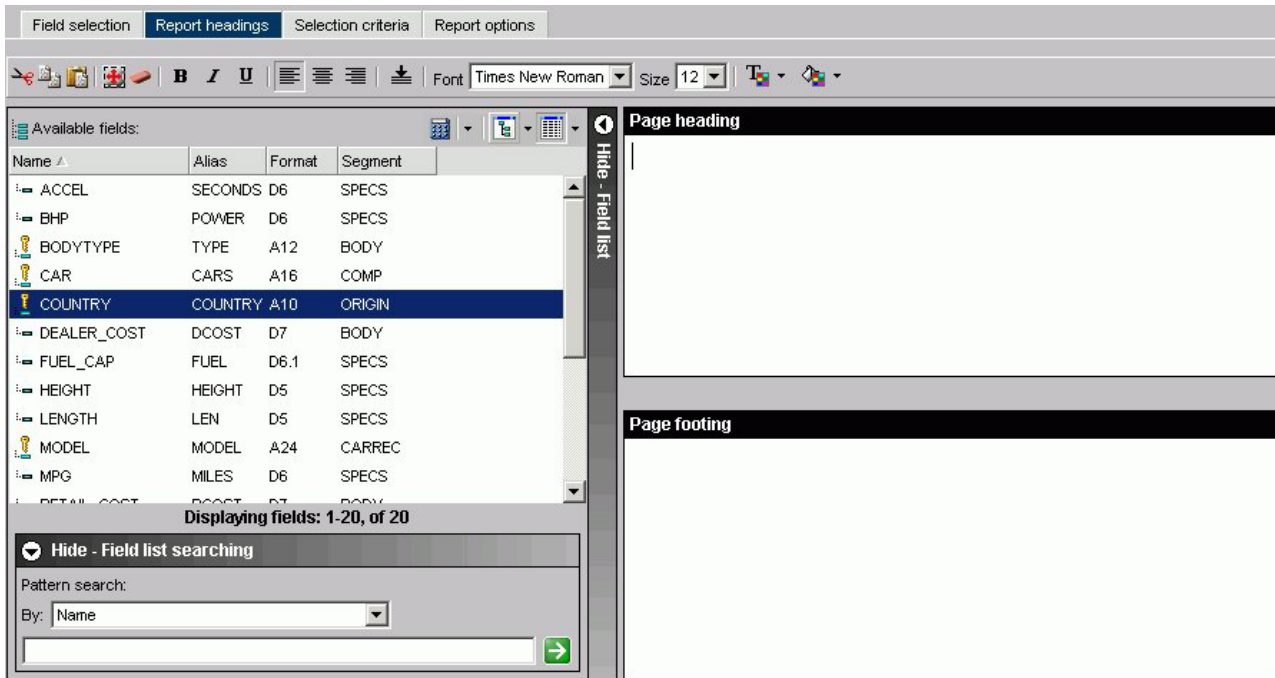 Field selection Report headings Selection criteria Report options
B I U Font Times New Roman Size 12 T
Available fields:
Name Alias Format Segment
ACCEL SECONDS D6 SPECS
BHP POWER D6 SPECS
BODYTYPE TYPE A12 BODY
CAR CARS A16 COMP
COUNTRY COUNTRY A10 ORIGIN
DEALER_COST DCOST D7 BODY
FUEL_CAP FUEL D6.1 SPECS
HEIGHT HEIGHT D5 SPECS
LENGTH LEN D5 SPECS
MODEL MODEL A24 CARREC
MPG MILES D6 SPECS
Displaying fields: 1-20, of 20
Hide - Field list searching
Pattern search:
By: Name
Hide - Field list
Page heading
Page footing